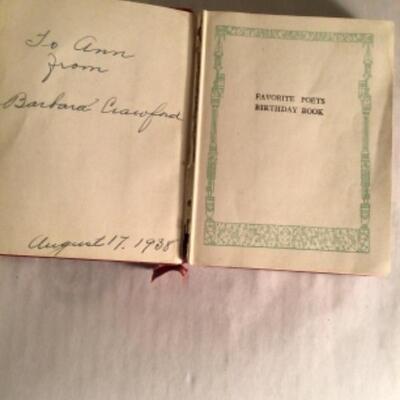 To Ann
From
Barbara Crawford
August 17, 1938
FAVORITE POETS
BIRTHDAY BOOK